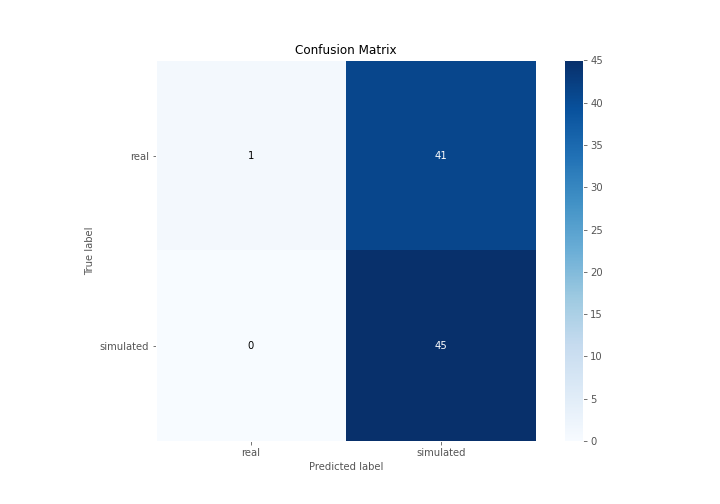 Confusion Matrix
real
1
41
simulated
0
45
real
simulated
Predicted label
True label
45
40
35
30
25
20
15
10
5
0